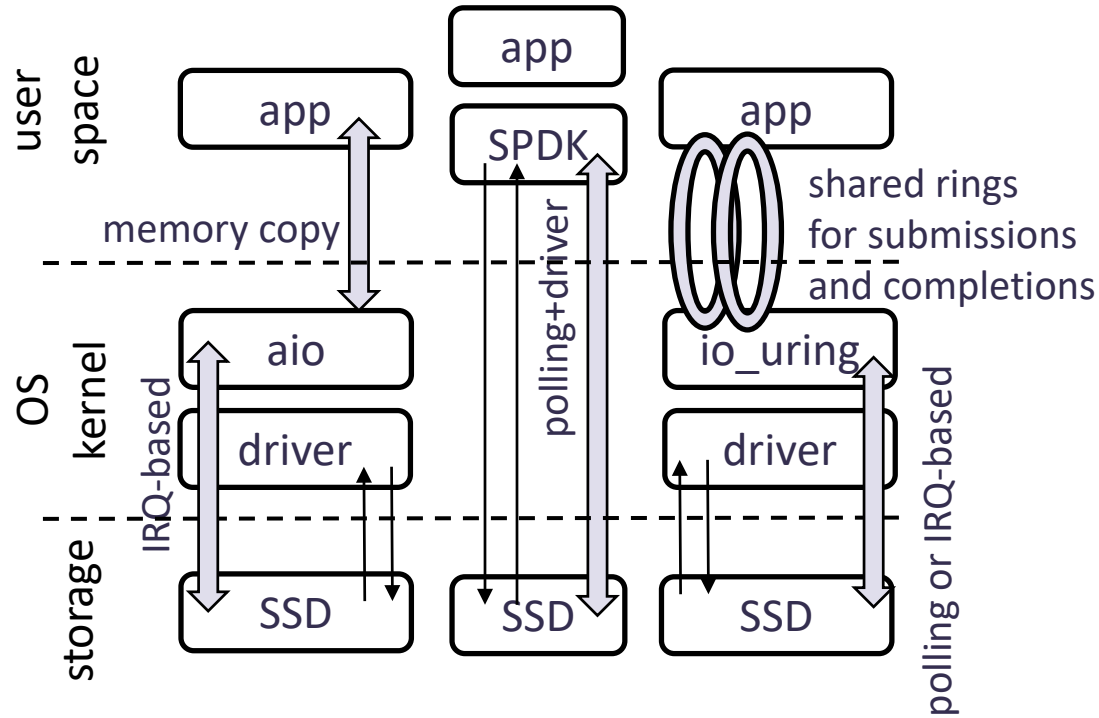 user
space
app
app
app
SPDK
memory copy
polling+driver
shared rings
for submissions
and completions
OS
kernel
aio
io_uring
IRQ-based
driver
driver
polling or IRQ-based
storage
SSD
SSD
SSD